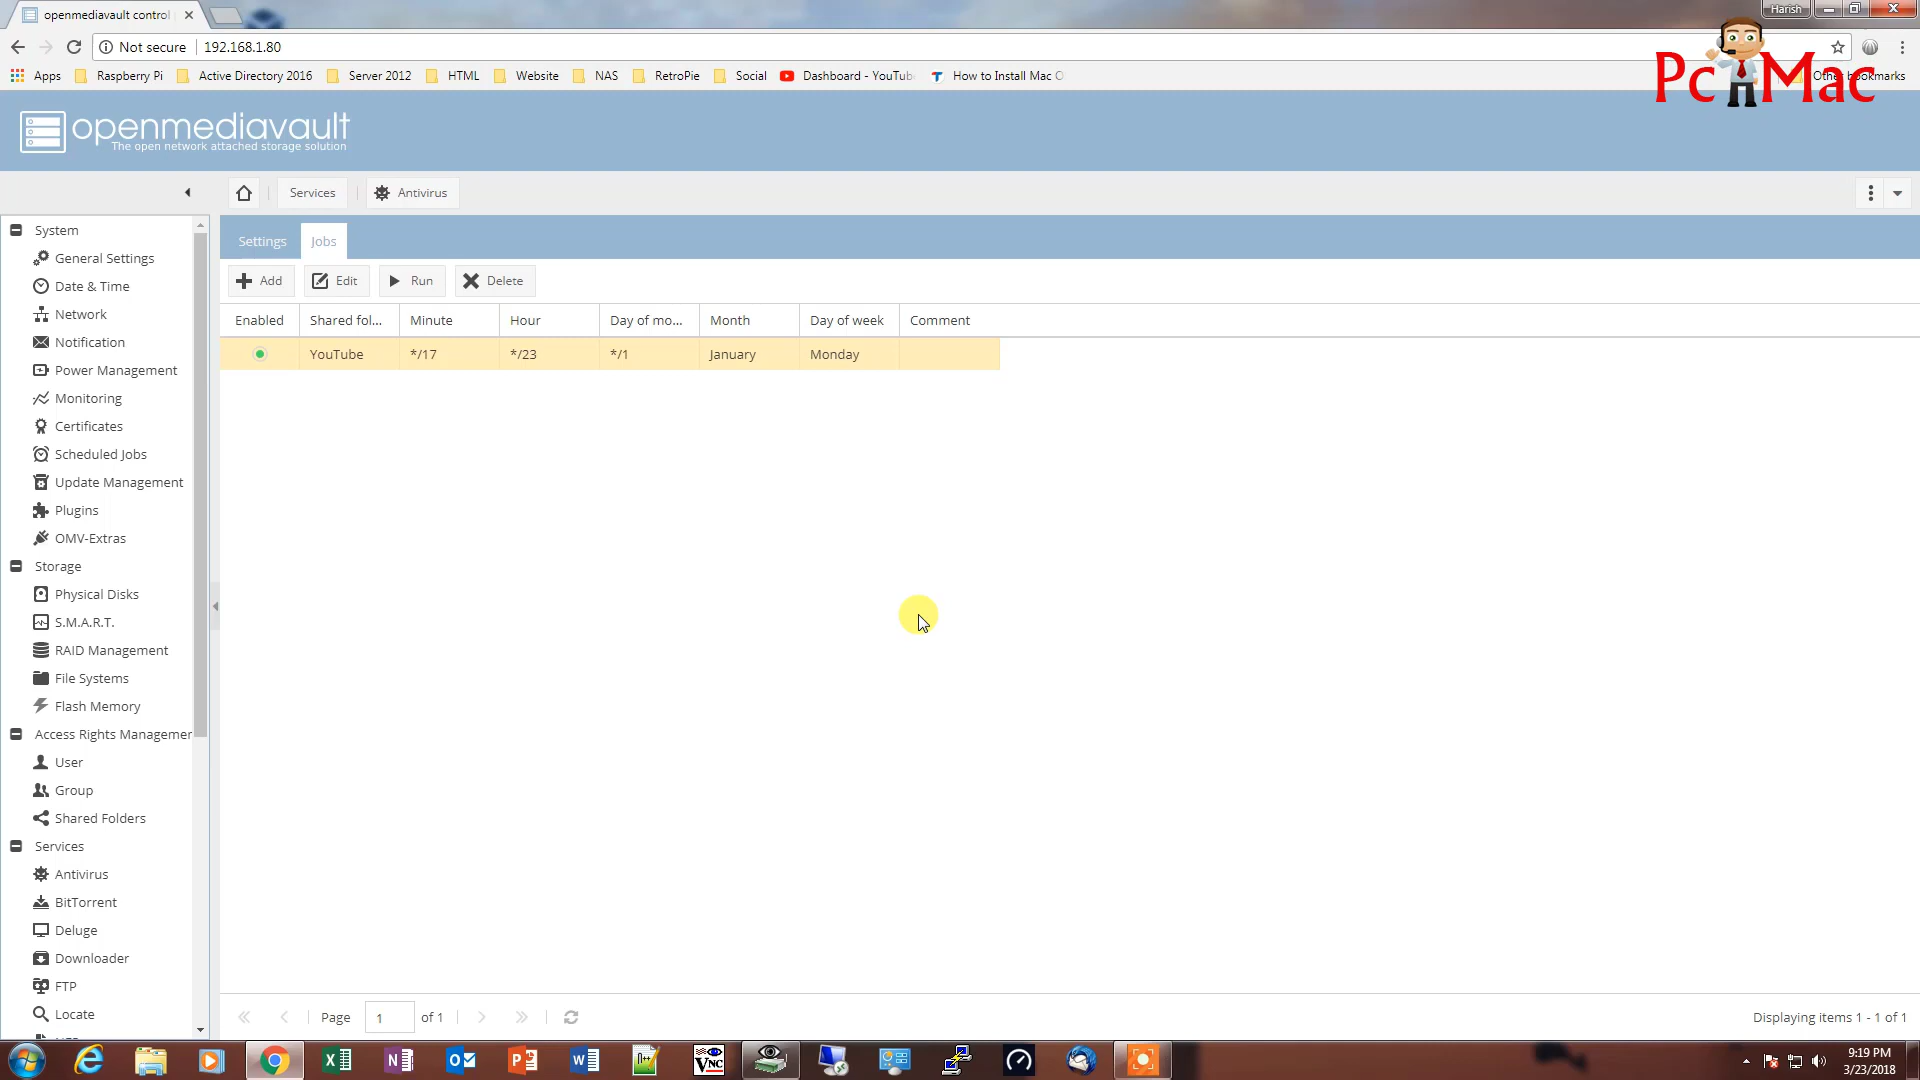 openmediavault control
Harish
Not secure
192.168.1.80
Apps
Raspberry Pi
Active Directory 2016
Server 2012
HTML
Website
NAS
RetroPie
Social
Dashboard - YouTub
How to Install Mac O
Other bookmarks
Pc Mac
openmediavault
The open network attached storage solution
Services
Antivirus
System
General Settings
Date & Time
Network
Notification
Power Management
Monitoring
Certificates
Scheduled Jobs
Update Management
Plugins
OMV-Extras
Storage
Physical Disks
S.M.A.R.T.
RAID Management
File Systems
Flash Memory
Access Rights Managemer
User
Group
Shared Folders
Services
Antivirus
BitTorrent
Deluge
Downloader
FTP
Locate
Settings
Jobs
Add
Edit
Run
Delete
Enabled
Shared fol...
Minute
Hour
Day of mo...
Month
Day of week
Comment
YouTube
*/17
*/23
*/1
January
Monday
Page
1
of 1
Displaying items 1 - 1 of 1
9:19 PM
3/23/2018